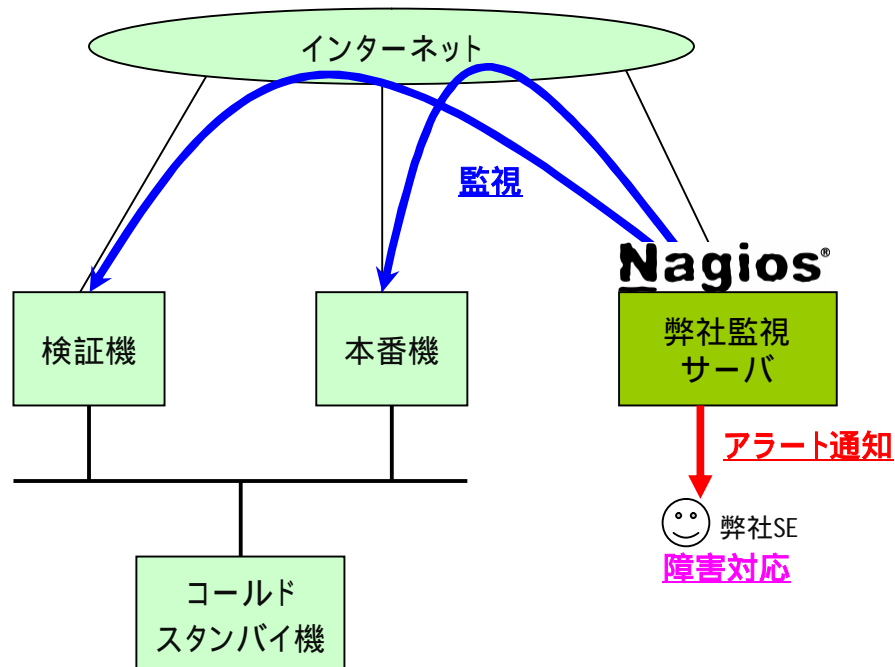 インターネット
監視
Nagios®
検証機
本番機
弊社監視
サーバ
アラート通知
弊社SE
障害対応
コールド
スタンバイ機